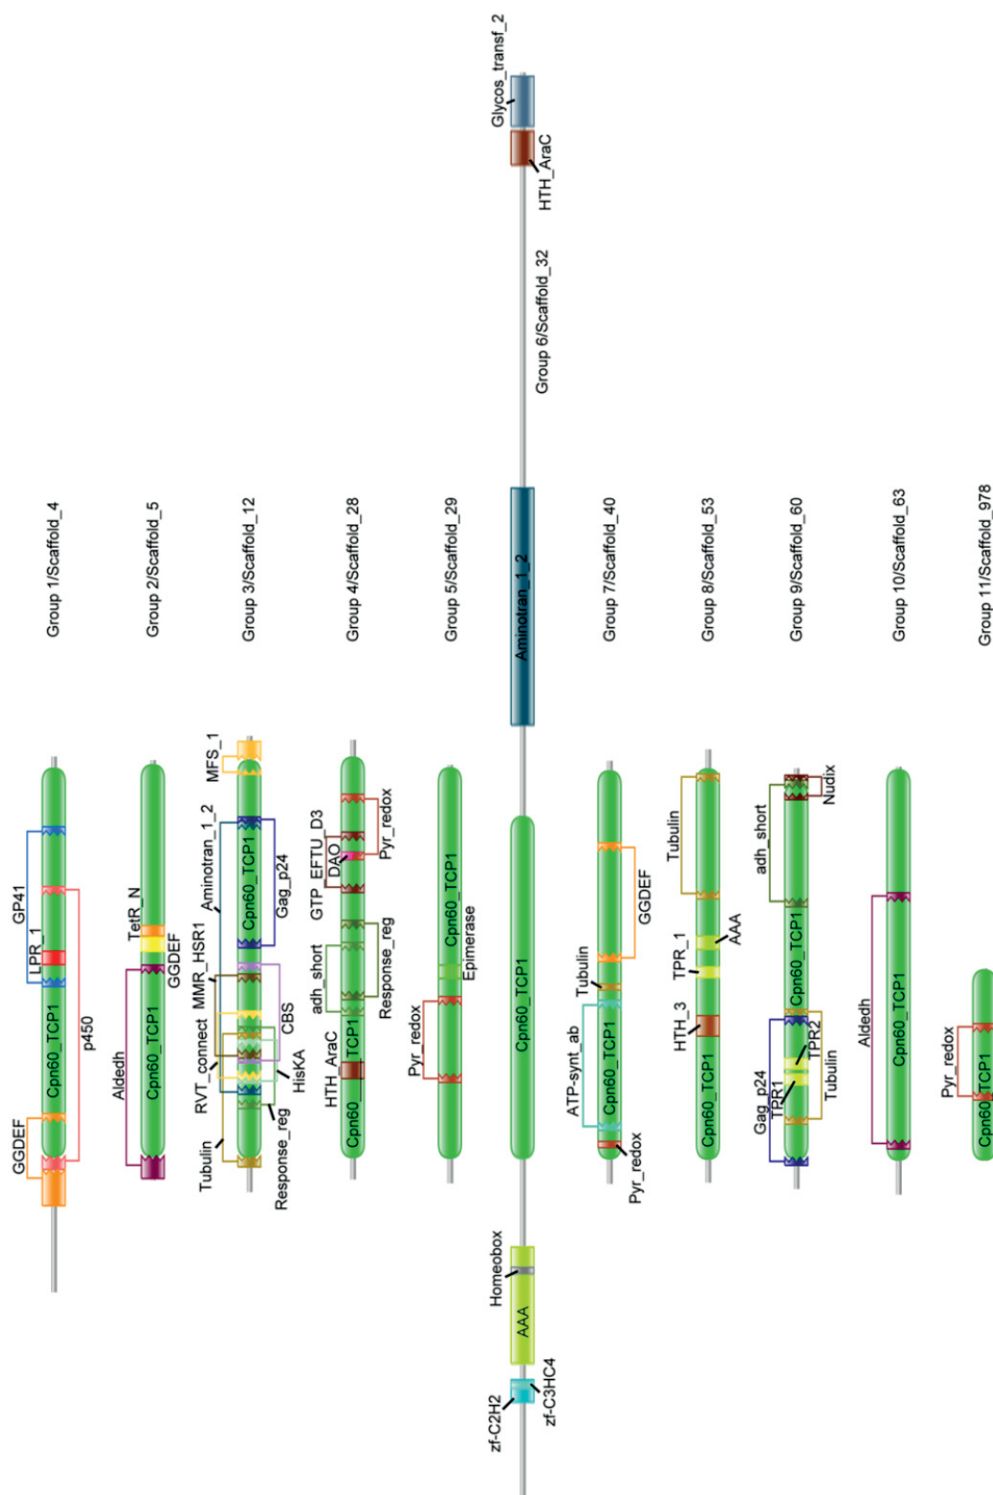 GP41
LPR_1
GGDEF
Cpn60_TCP1
p450
Group 1/Scaffold_4
Aldedh
TetR_N
Cpn60_TCP1
GGDEF
Group 2/Scaffold_5
Tubulin
RVT_connect
MMR_HSR1
Aminotran_1_2
MFS_1
Cpn60_TCP1
Response_reg
HisKA
CBS
Gag_p24
Group 3/Scaffold_12
HTH_AraC
adh_short
GTP_EFTU_D3
DAO
Cpn60_TCP1
Response_reg
Pyr_redox
Group 4/Scaffold_28
Pyr_redox
Cpn60_TCP1
Epimerase
Group 5/Scaffold_29
zf-C2H2
Homeobox
Glycos_transf_2
AAA
Cpn60_TCP1
Aminotran_1_2
zf-C3HC4
HTH_AraC
Group 6/Scaffold_32
ATP-synt_ab
Tubulin
Cpn60_TCP1
Pyr_redox
GGDEF
Group 7/Scaffold_40
HTH_3
TPR_1
Tubulin
Cpn60_TCP1
AAA
Group 8/Scaffold_53
Gag_p24
adh_short
TPR1
Cpn60_TCP1
TPR2
Tubulin
Nudix
Group 9/Scaffold_60
Aldedh
Cpn60_TCP1
Group 10/Scaffold_63
Pyr_redox
Cpn60_TCP1
Group 11/Scaffold_978